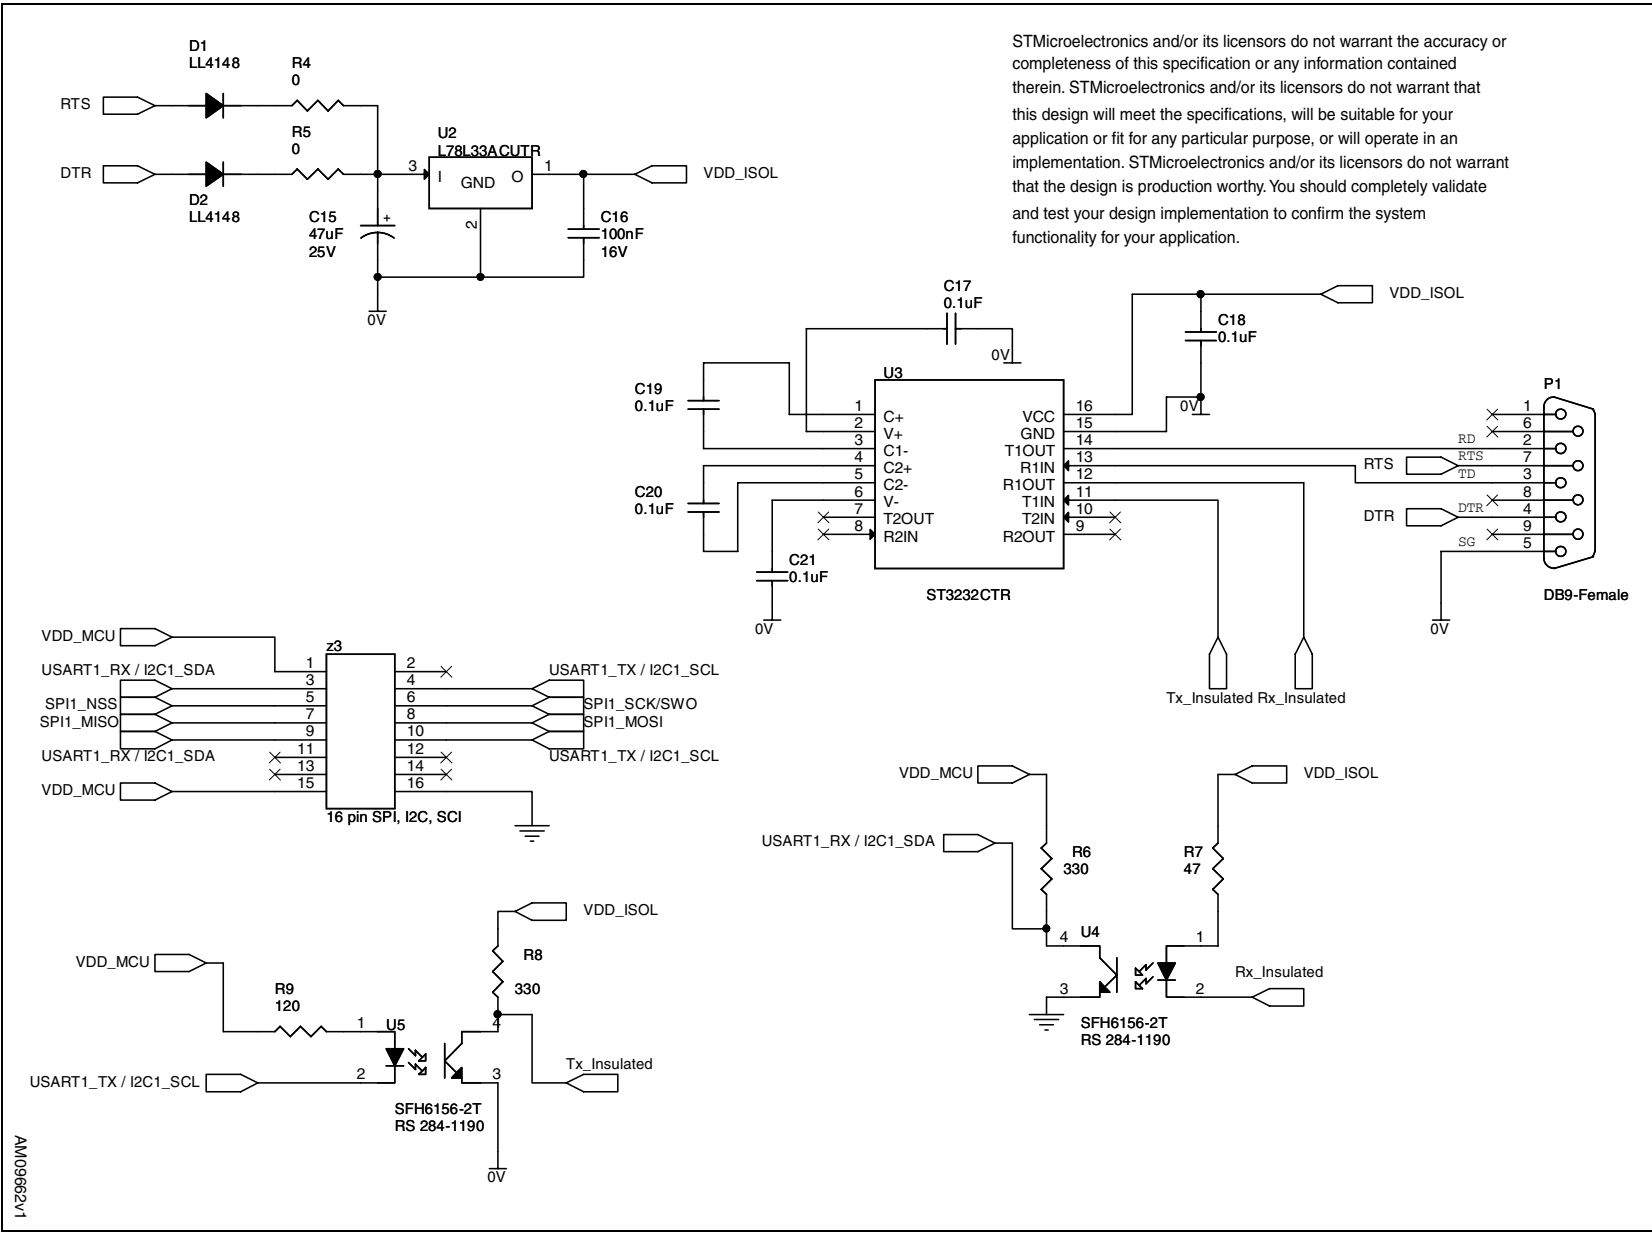 STMicroelectronics and/or its licensors do not warrant the accuracy or
completeness of this specification or any information contained
therein. STMicroelectronics and/or its licensors do not warrant that
this design will meet the specifications, will be suitable for your
application or fit for any particular purpose, or will operate in an
implementation. STMicroelectronics and/or its licensors do not warrant
that the design is production worthy. You should completely validate
and test your design implementation to confirm the system
functionality for your application.
D1
LL4148
R4
0
RTS
R5
0
DTR
D2
LL4148
C15
47uF
25V
+
U2
L78L33ACUTR
3
I
GND
O
1
2
VDD_ISOL
C16
100nF
16V
0V
C17
0.1uF
0V
VDD_ISOL
C18
0.1uF
0V
C19
0.1uF
C20
0.1uF
C21
0.1uF
0V
U3
1 C+
2 V+
3 C1-
4 C2+
5 C2-
6 V-
7 T2OUT
8 R2IN
VCC 16
GND 15
T1OUT 14
R1IN 13
R1OUT 12
T1IN 11
T2IN 10
R2OUT 9
ST3232CTR
P1
1
6
RD 2
RTS RTS 7
TD 3
8
DTR DTR 4
9
SG 5
DB9-Female
0V
Tx_Insulated Rx_Insulated
VDD_MCU
z3
USART1_RX / I2C1_SDA
1 2
USART1_TX / I2C1_SCL
3 4
SPI1_NSS 5 6 SPI1_SCK/SWO
SPI1_MISO 7 8 SPI1_MOSI
9 10
USART1_RX / I2C1_SDA
11 12
USART1_TX / I2C1_SCL
13 14
VDD_MCU 15 16
16 pin SPI, I2C, SCI
VDD_MCU
VDD_ISOL
USART1_RX / I2C1_SDA
R6
330
R7
47
4
U4
1
3
2
Rx_Insulated
SFH6156-2T
RS 284-1190
VDD_ISOL
VDD_MCU
R8
330
R9
120
1
U5
4
2
3
USART1_TX / I2C1_SCL
Tx_Insulated
SFH6156-2T
RS 284-1190
0V
AM09662v1